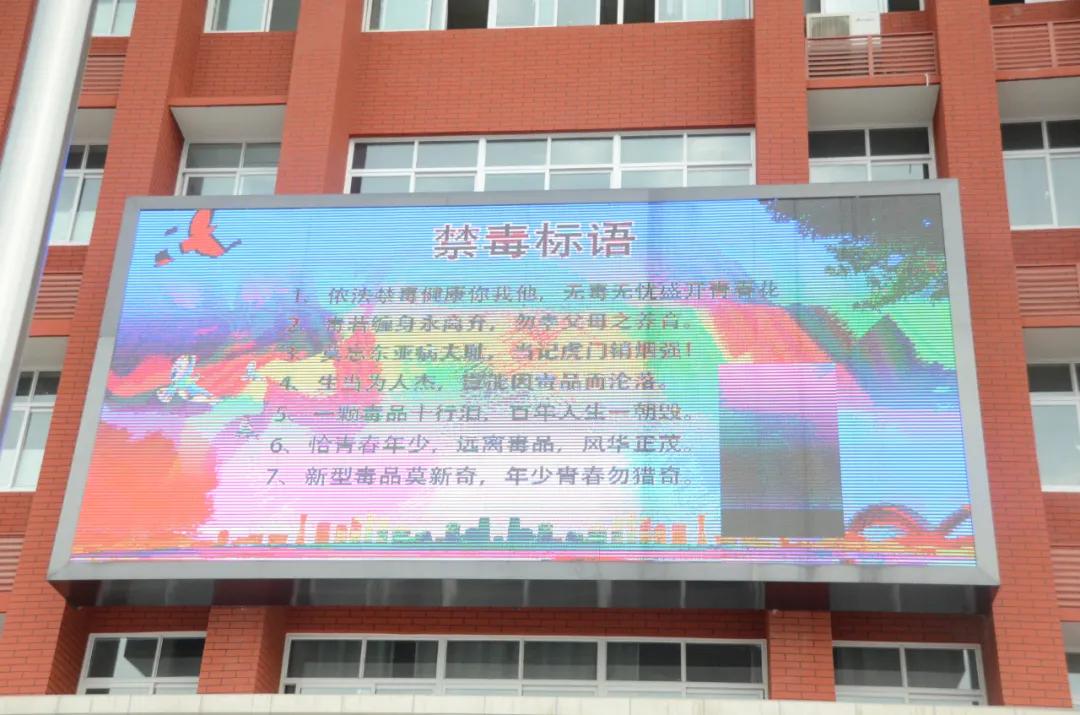 禁毒标语
1、依法禁毒健康你我他，无毒无忧盛开青春花
2、毒若缠身永离弃，勿辜父母之养育。
3、莫忘东亚病夫耻，当记虎门销烟强！
4、生当为人杰，岂能因毒品而沦落。
5、一颗毒品十行泪，百年人生一朝毁。
6、恰青春年少，远离毒品，风华正茂。
7、新型毒品莫新奇，年少青春勿猎奇。